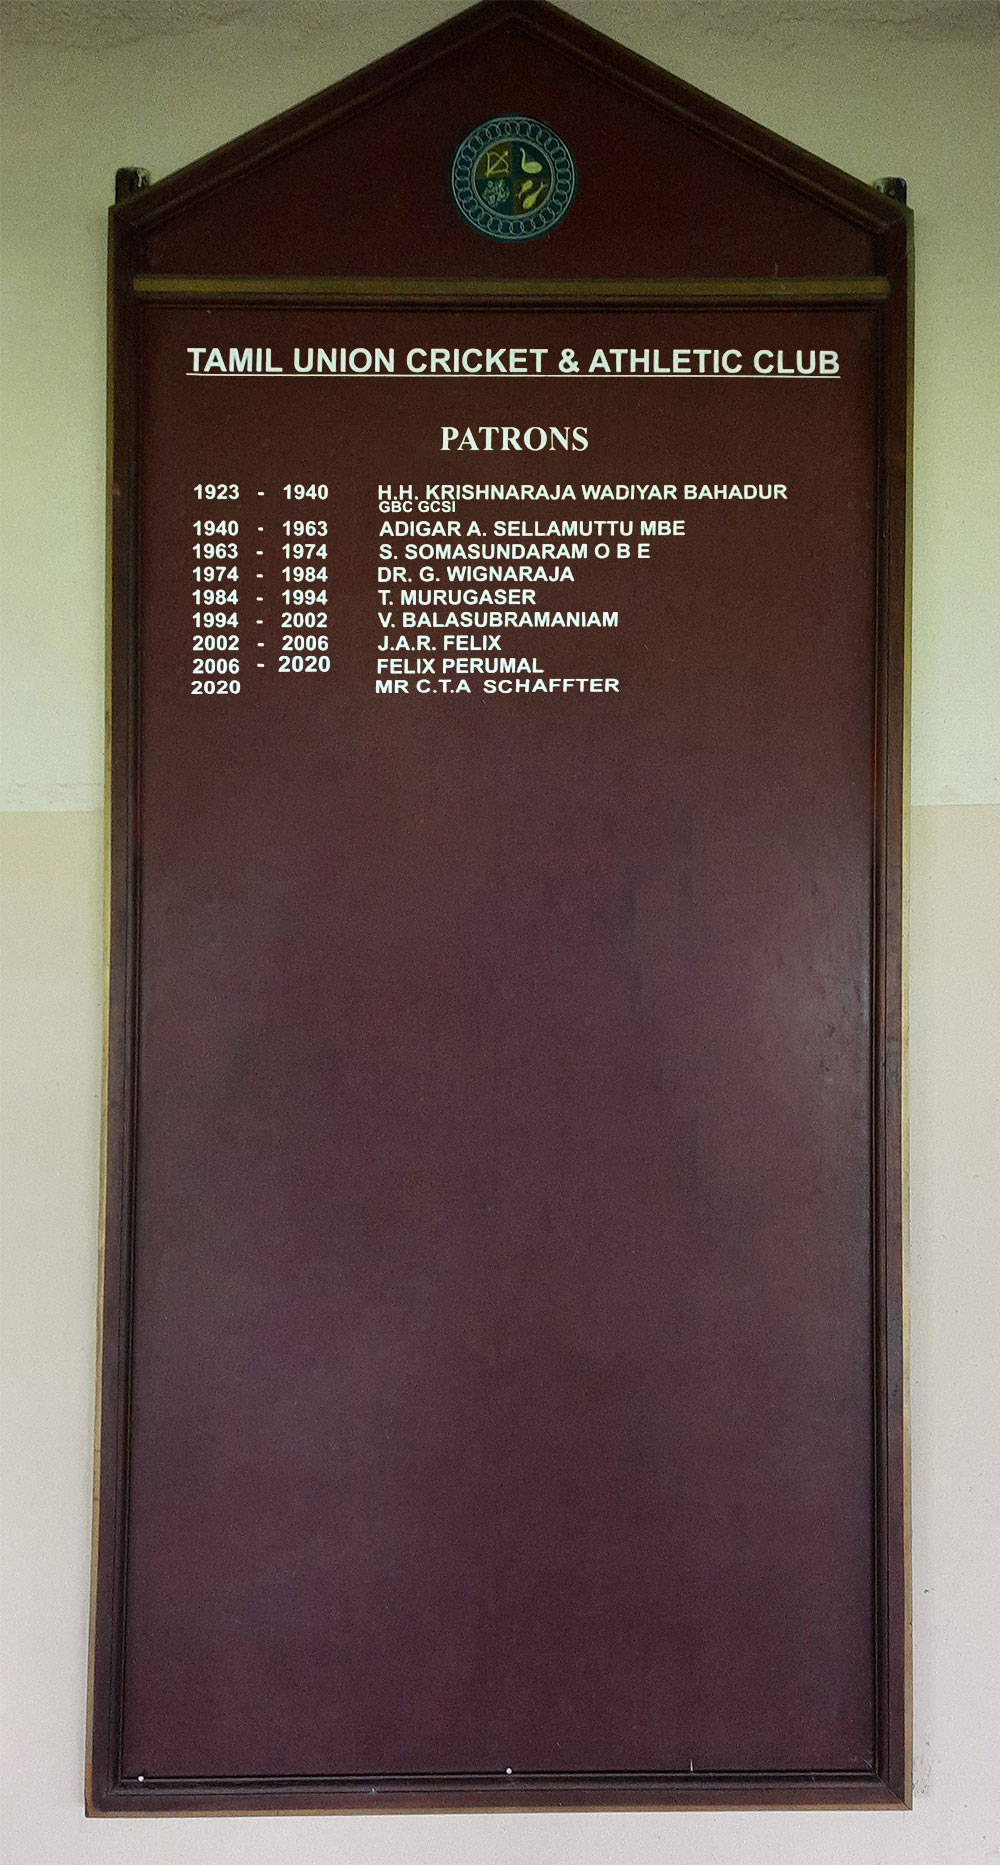 TAMIL UNION CRICKET & ATHLETIC CLUB
PATRONS
1923 - 1940 H.H. KRISHNARAJA WADIYAR BAHADUR
GBC GCSI
1940 - 1963 ADIGAR A. SELLAMUTTU MBE
1963 - 1974 S. SOMASUNDARAM O B E
1974 - 1984 DR. G. WIGNARAJA
1984 - 1994 T. MURUGASER
1994 - 2002 V. BALASUBRAMANIAM
2002 - 2006 J.A.R. FELIX
2006 - 2020 FELIX PERUMAL
2020 MR C.T.A SCHAFFTER